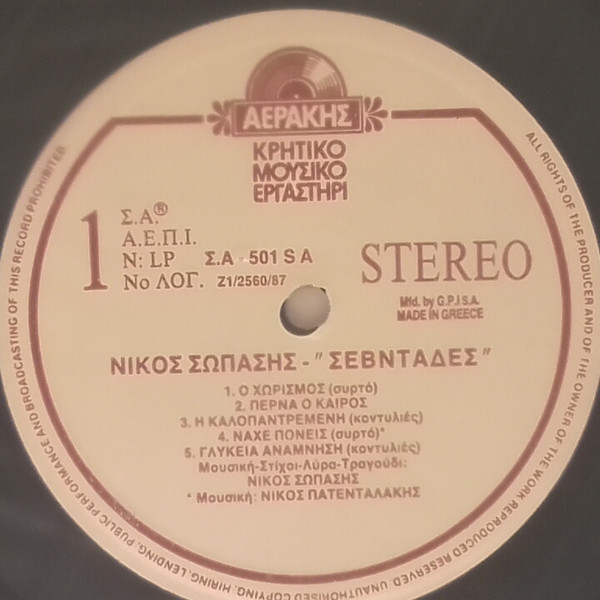 ΑΕΡΑΚΗΣ
ΚΡΗΤΙΚΟ
ΜΟΥΣΙΚΟ
ΕΡΓΑΣΤΗΡΙ
1
Σ.Α.®
Α.Ε.Π.Ι.
Ν: LP Σ.Α - 501 S A
Νο ΛΟΓ. Ζ1/2560/87
STEREO
Mfd. by G.P.I S.A.
MADE IN GREECE
ΝΙΚΟΣ ΣΩΠΑΣΗΣ - " ΣΕΒΝΤΑΔΕΣ "
1. Ο ΧΩΡΙΣΜΟΣ (συρτό)
2. ΠΕΡΝΑ Ο ΚΑΙΡΟΣ
3. Η ΚΑΛΟΠΑΝΤΡΕΜΕΝΗ (κοντυλιές)
4. ΝΑΧΕ ΠΟΝΕΙΣ (συρτό)*
5. ΓΛΥΚΕΙΑ ΑΝΑΜΝΗΣΗ (κοντυλιές)
Μουσική-Στίχοι-Λύρα-Τραγούδι:
ΝΙΚΟΣ ΣΩΠΑΣΗΣ
* Μουσική: ΝΙΚΟΣ ΠΑΤΕΝΤΑΛΑΚΗΣ
ALL RIGHTS OF THE PRODUCER AND OF THE OWNER OF THE WORK REPRODUCED RESERVED UNAUTHORISED COPYING, HIRING, LENDING, PUBLIC PERFORMANCE AND BROADCASTING OF THIS RECORD PROHIBITED